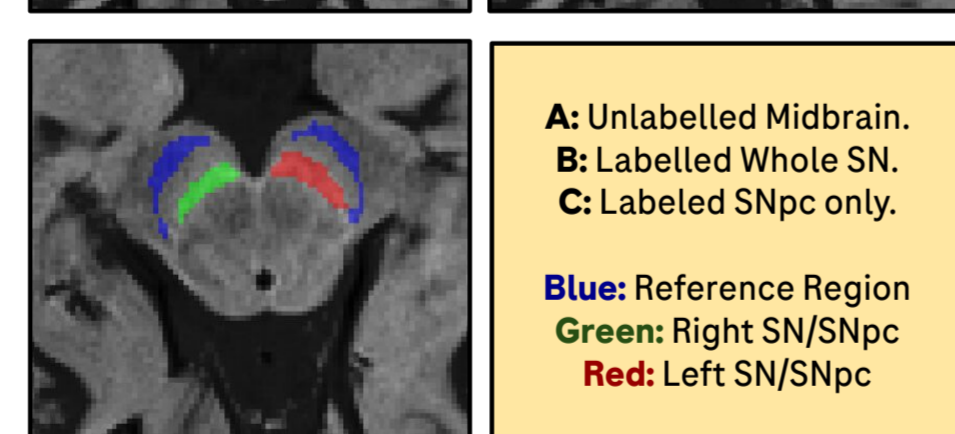 A: Unlabelled Midbrain.
B: Labelled Whole SN.
C: Labeled SNpc only.
Blue: Reference Region
Green: Right SN/SNpc
Red: Left SN/SNpc